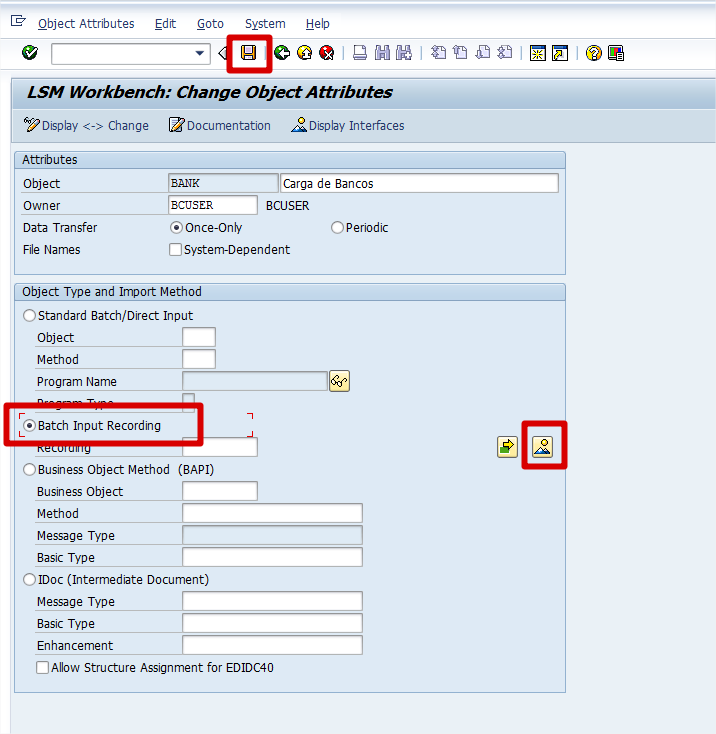 Object Attributes Edit Goto System Help
LSM Workbench: Change Object Attributes
Display <-> Change Documentation Display Interfaces
Attributes
Object BANK Carga de Bancos
Owner BCUSER BCUSER
Data Transfer Once-Only Periodic
File Names System-Dependent
Object Type and Import Method
Standard Batch/Direct Input
Object
Method
Program Name
Program Type
Batch Input Recording
Recording
Business Object Method (BAPI)
Business Object
Method
Message Type
Basic Type
IDoc (Intermediate Document)
Message Type
Basic Type
Enhancement
Allow Structure Assignment for EDIDC40